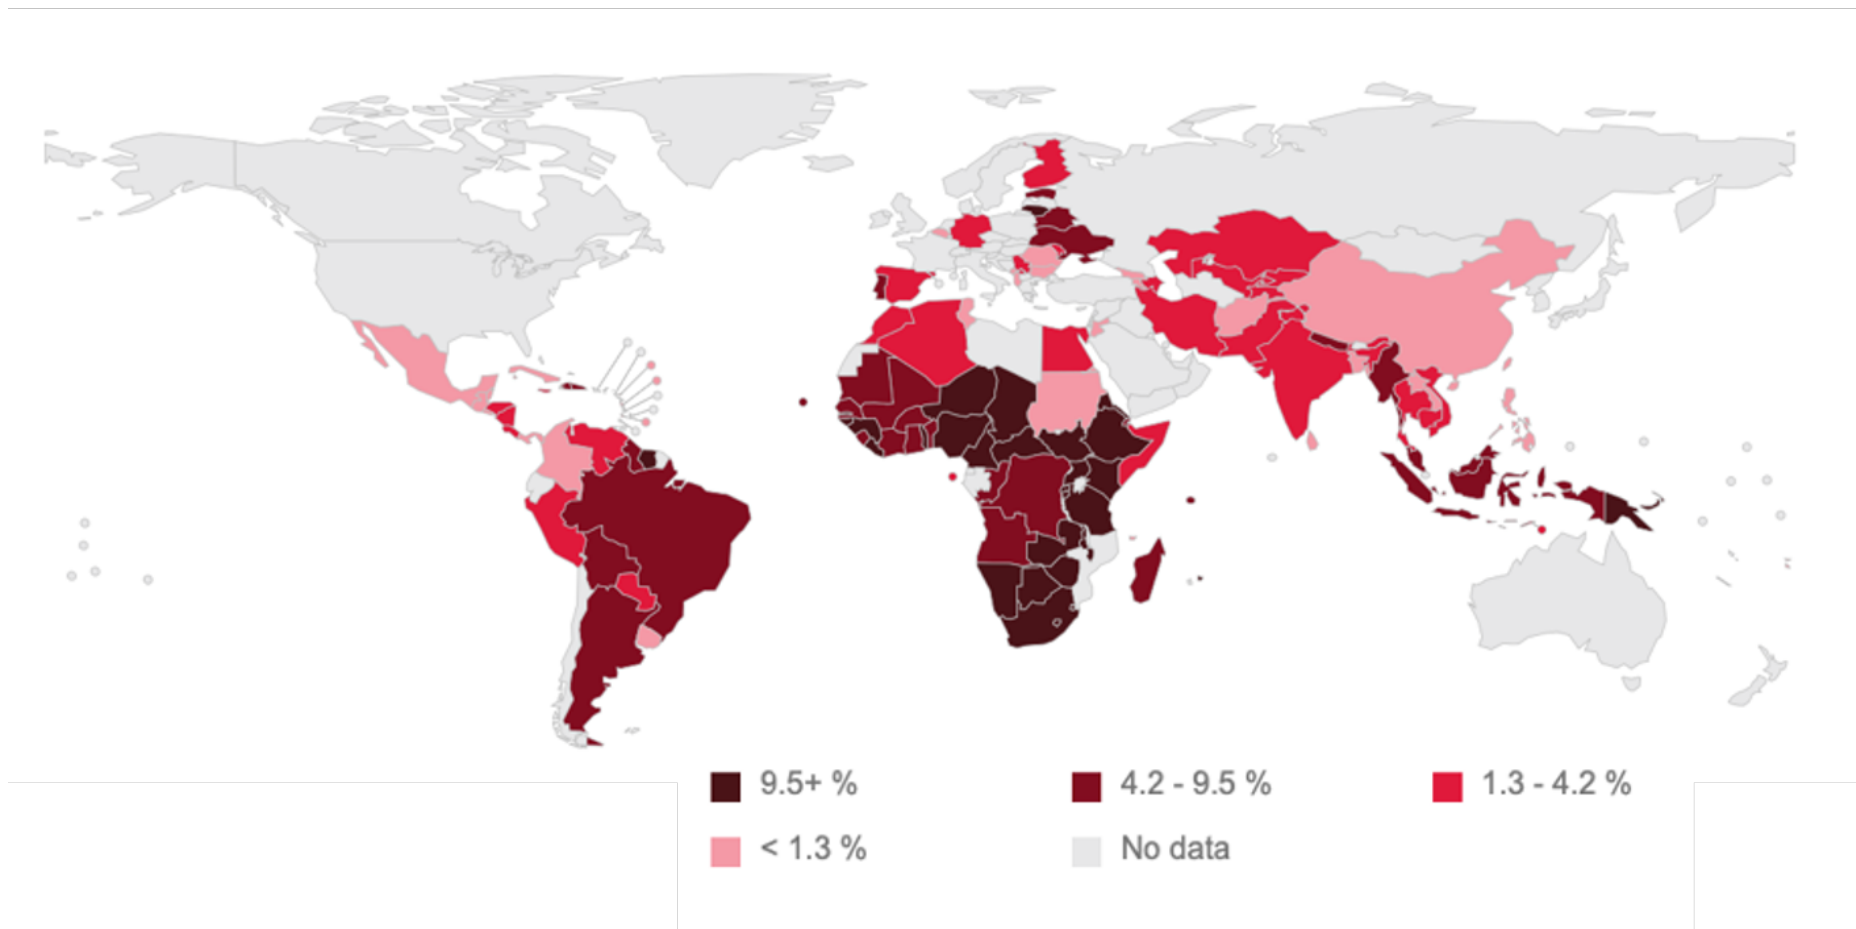 9.5+ %
4.2 - 9.5 %
1.3 - 4.2 %
< 1.3 %
No data